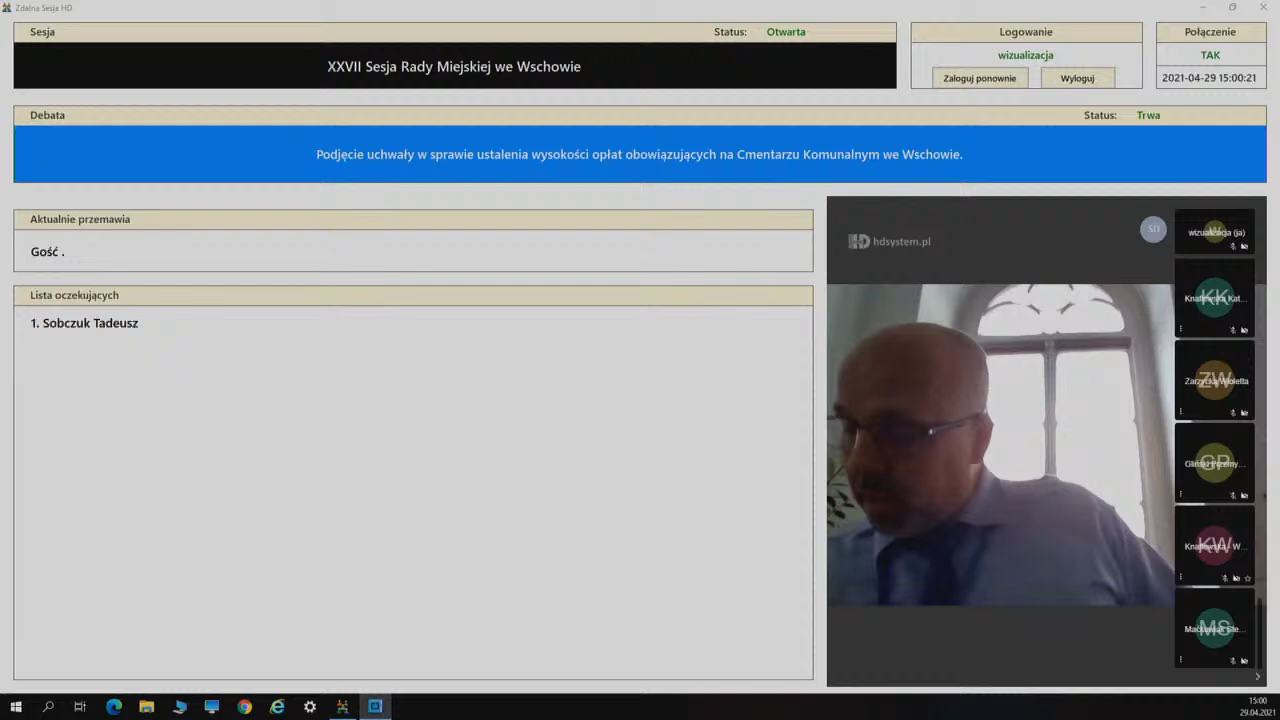 Zdalna Sesja HD
Sesja
Status: Otwarta
XXVII Sesja Rady Miejskiej we Wschowie
Logowanie
wizualizacja
Zaloguj ponownie
Wyloguj
Połączenie
TAK
2021-04-29 15:00:21
Debata
Status: Trwa
Podjęcie uchwały w sprawie ustalenia wysokości opłat obowiązujących na Cmentarzu Komunalnym we Wschowie.
Aktualnie przemawia
Gość .
Lista oczekujących
1. Sobczuk Tadeusz
hdsystem.pl
SD
wizualizacja (ja)
KK
Knaflewska Kat...
ZW
Zarzycka Wioletta
GP
KW
Knaflewska - W...
MS
15:00
29.04.2021